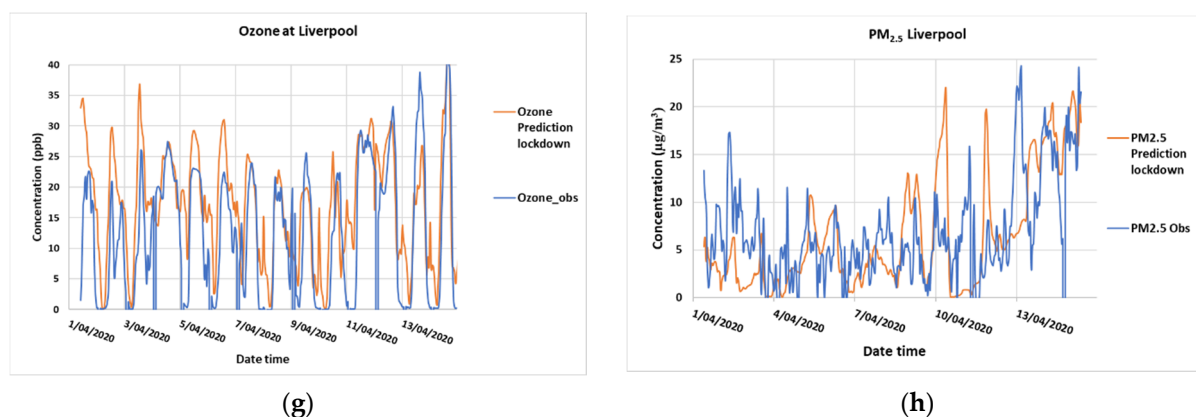 Ozone at Liverpool
Concentration (ppb)
40
35
30
25
20
15
10
5
0
1/04/2020
3/04/2020
5/04/2020
7/04/2020
9/04/2020
11/04/2020
13/04/2020
Date time
Ozone
Prediction
lockdown
Ozone_obs
(g)
PM2.5 Liverpool
Concentration (µg/m³)
25
20
15
10
5
0
1/04/2020
4/04/2020
7/04/2020
10/04/2020
13/04/2020
Date time
PM2.5
Prediction
lockdown
PM2.5 Obs
(h)